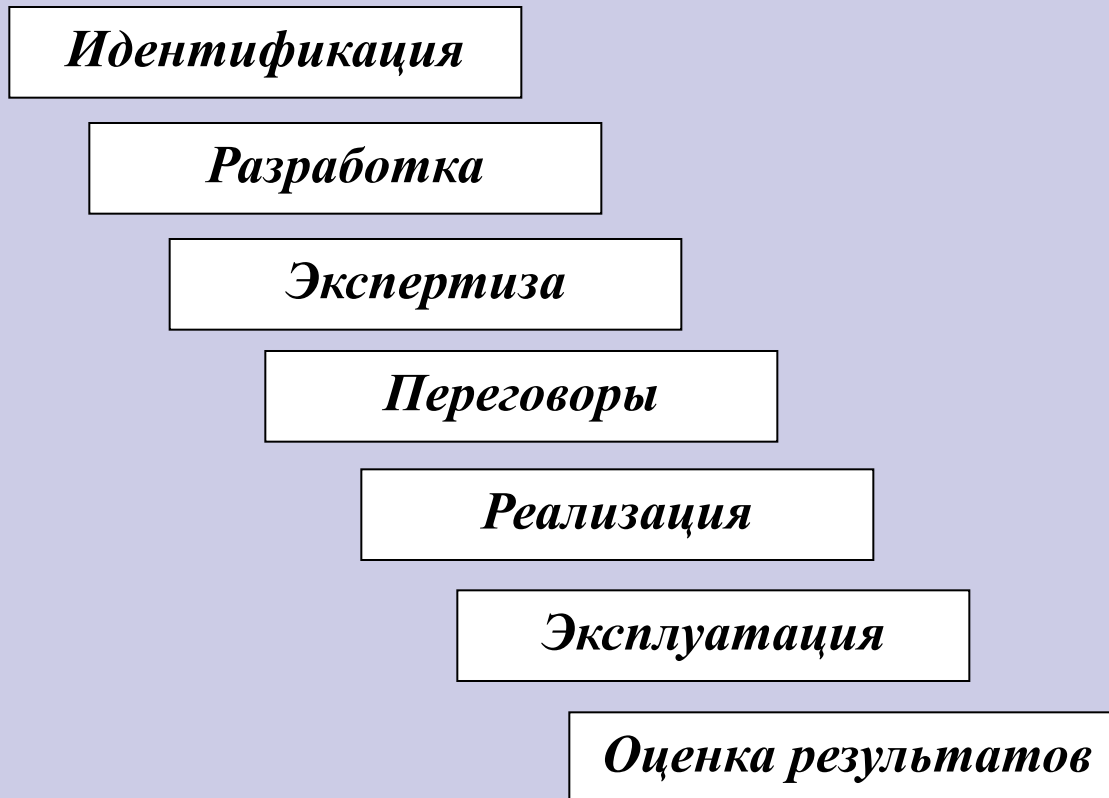 Идентификация
Разработка
Экспертиза
Переговоры
Реализация
Эксплуатация
Оценка результатов